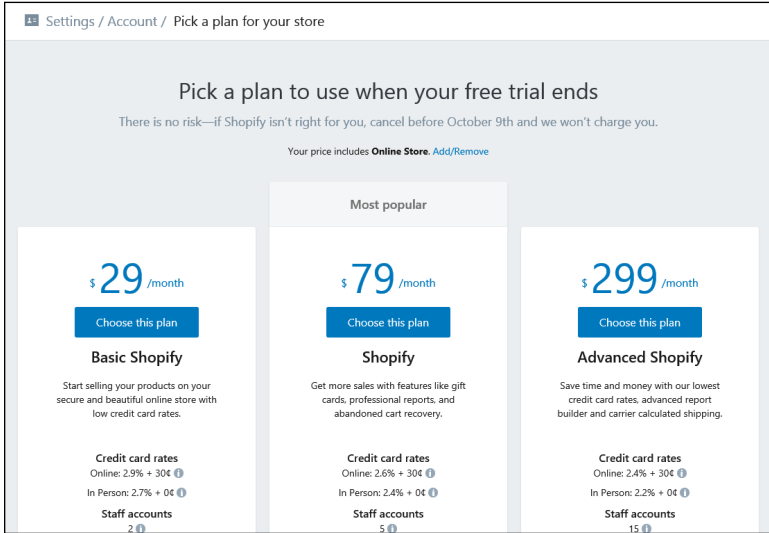 Settings / Account / Pick a plan for your store
Pick a plan to use when your free trial ends
There is no risk—if Shopify isn't right for you, cancel before October 9th and we won't charge you.
Your price includes Online Store. Add/Remove
Most popular
$ 29 /month
Choose this plan
Basic Shopify
Start selling your products on your
secure and beautiful online store with
low credit card rates.
Credit card rates
Online: 2.9% + 30¢
In Person: 2.7% + 0¢
Staff accounts
2
$ 79 /month
Choose this plan
Shopify
Get more sales with features like gift
cards, professional reports, and
abandoned cart recovery.
Credit card rates
Online: 2.6% + 30¢
In Person: 2.4% + 0¢
Staff accounts
5
$ 299 /month
Choose this plan
Advanced Shopify
Save time and money with our lowest
credit card rates, advanced report
builder and carrier calculated shipping.
Credit card rates
Online: 2.4% + 30¢
In Person: 2.2% + 0¢
Staff accounts
15